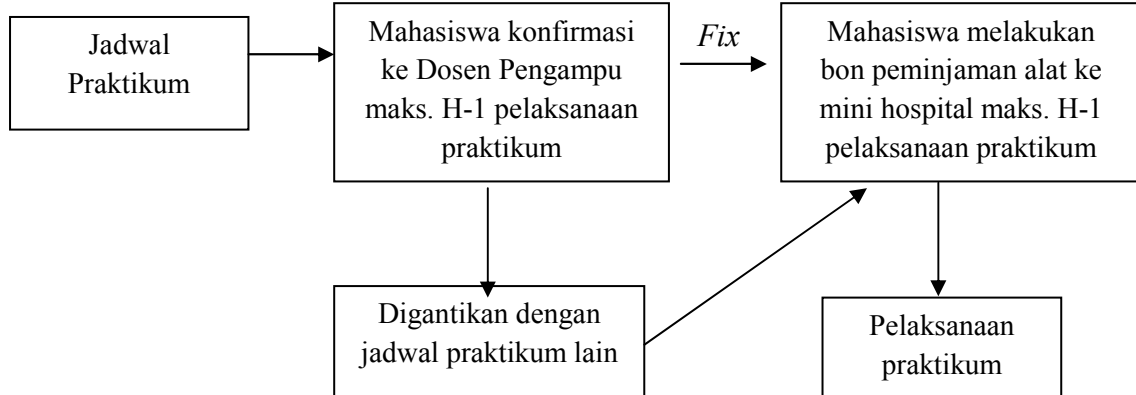 Jadwal
Praktikum
Mahasiswa konfirmasi
ke Dosen Pengampu
maks. H-1 pelaksanaan
praktikum
Fix
Mahasiswa melakukan
bon peminjaman alat ke
mini hospital maks. H-1
pelaksanaan praktikum
Digantikan dengan
jadwal praktikum lain
Pelaksanaan
praktikum